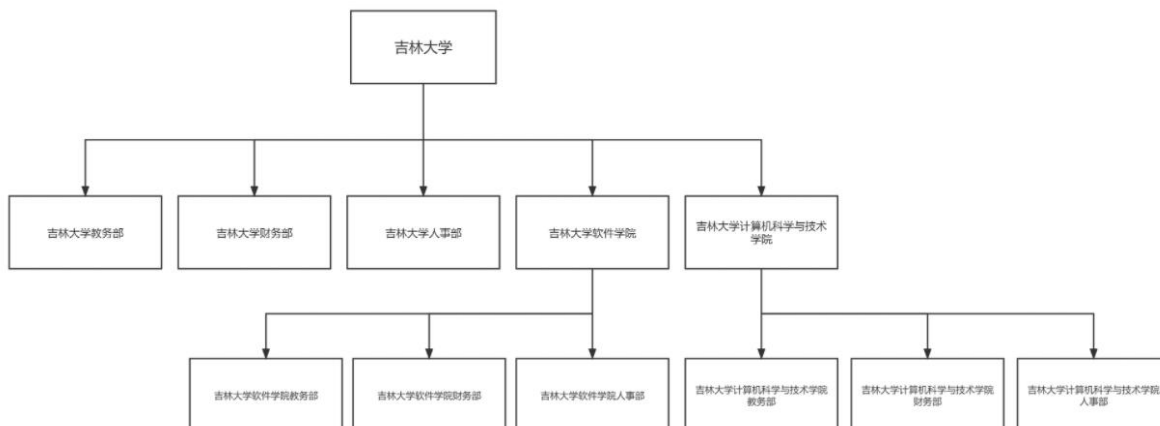 吉林大学
吉林大学教务部
吉林大学财务部
吉林大学人事部
吉林大学软件学院
吉林大学计算机科学与技术
学院
吉林大学软件学院教务部
吉林大学软件学院财务部
吉林大学软件学院人事部
吉林大学计算机科学与技术学院
教务部
吉林大学计算机科学与技术学院
财务部
吉林大学计算机科学与技术学院
人事部